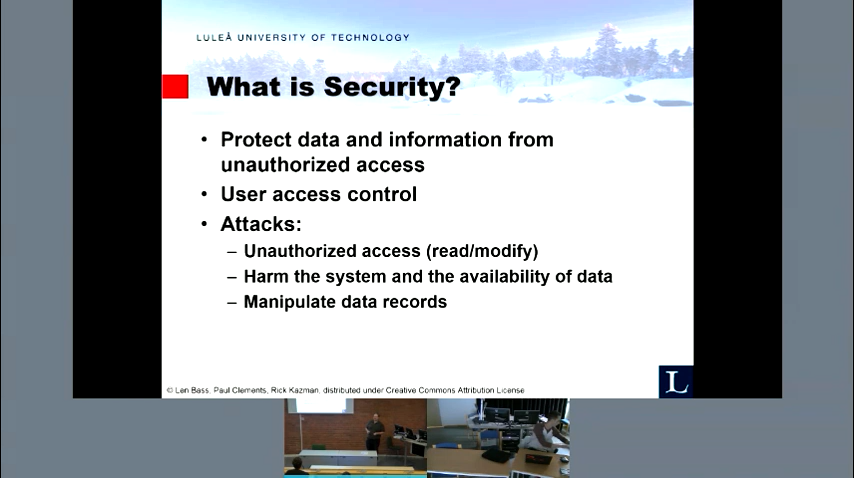 LULEÅ UNIVERSITY OF TECHNOLOGY
What is Security?
• Protect data and information from
unauthorized access
• User access control
• Attacks:
– Unauthorized access (read/modify)
– Harm the system and the availability of data
– Manipulate data records
© Len Bass, Paul Clements, Rick Kazman, distributed under Creative Commons Attribution License
L